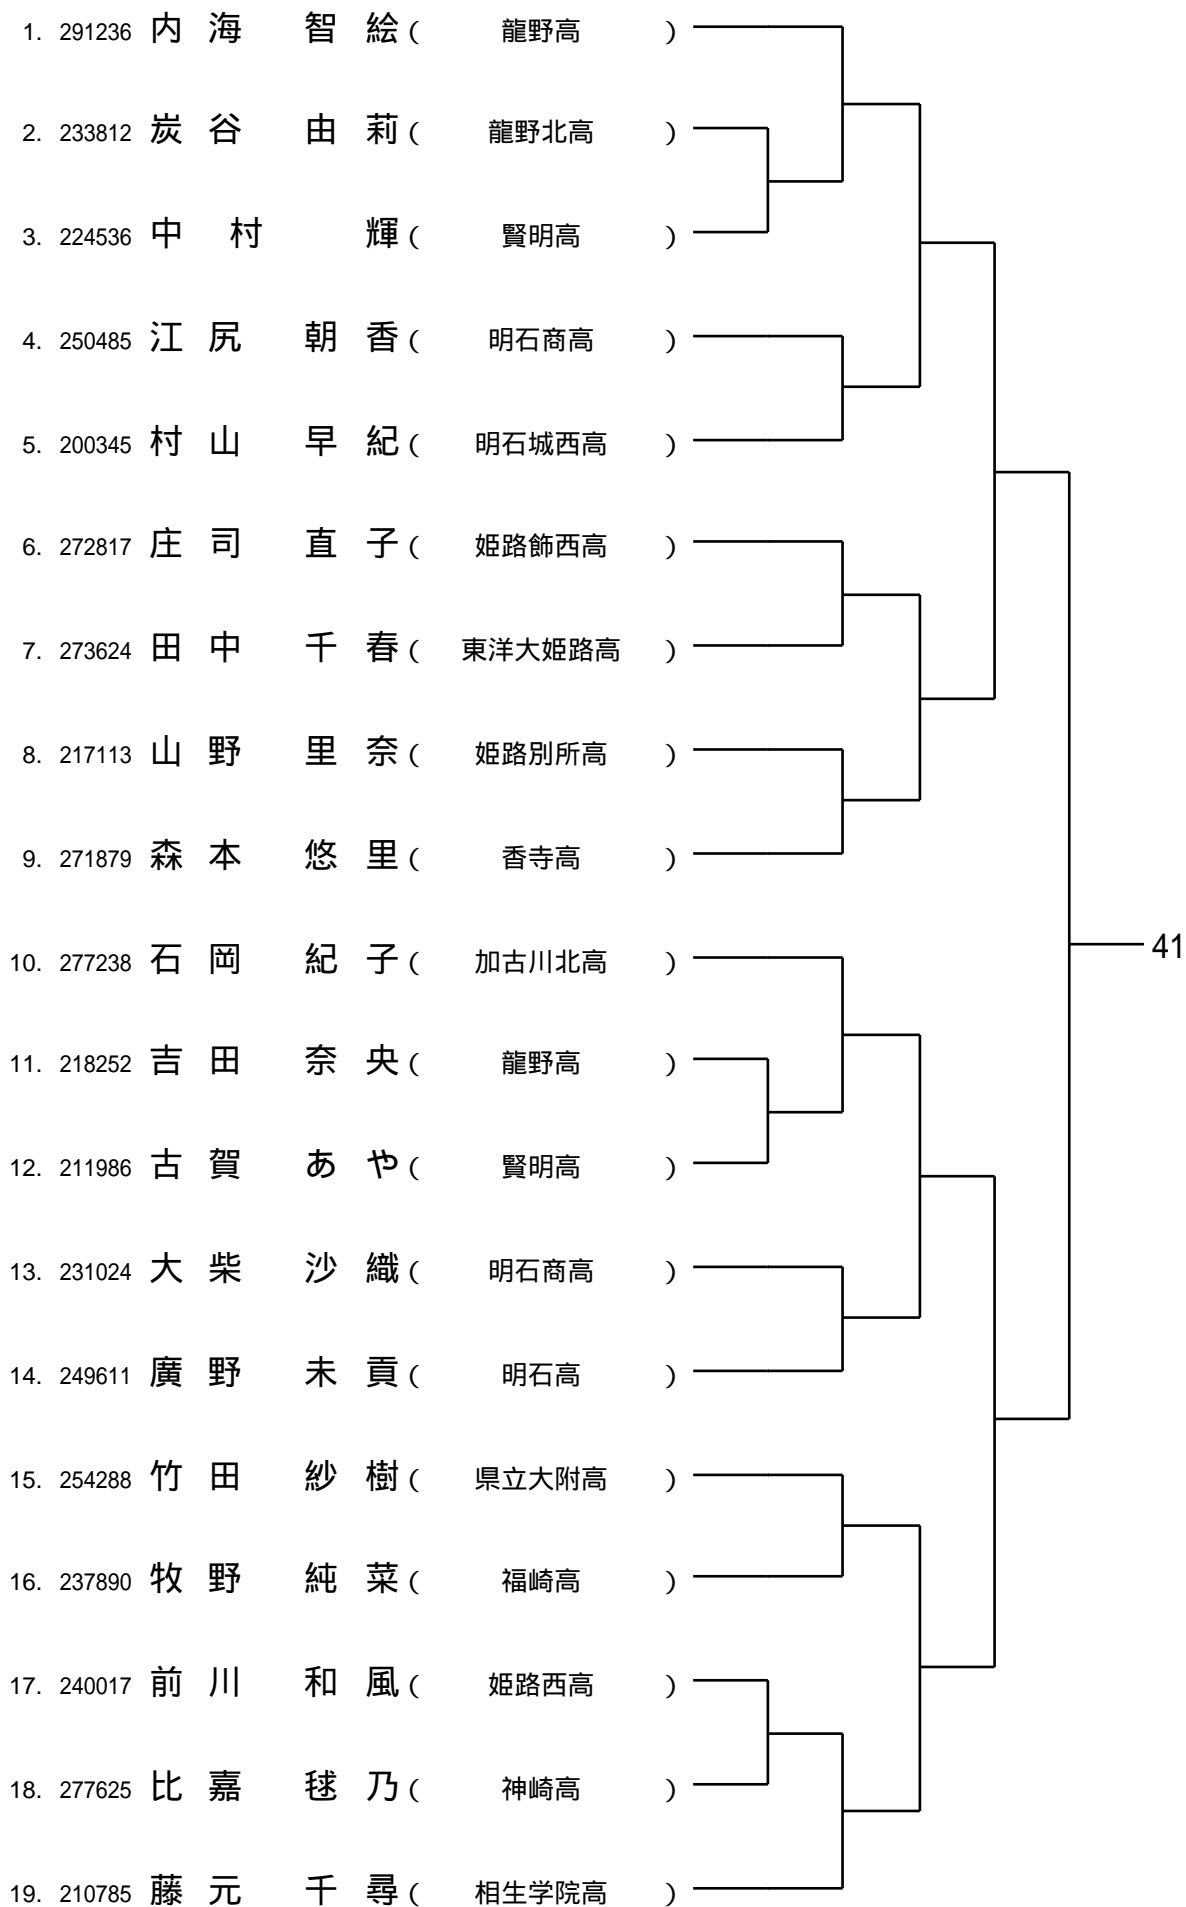 1. 291236 内 海 智 絵 ( 龍野高 )
2. 233812 炭 谷 由 莉 ( 龍野北高 )
3. 224536 中 村 輝 ( 賢明高 )
4. 250485 江 尻 朝 香 ( 明石商高 )
5. 200345 村 山 早 紀 ( 明石城西高 )
6. 272817 庄 司 直 子 ( 姫路飾西高 )
7. 273624 田 中 千 春 ( 東洋大姫路高 )
8. 217113 山 野 里 奈 ( 姫路別所高 )
9. 271879 森 本 悠 里 ( 香寺高 )
41
10. 277238 石 岡 紀 子 ( 加古川北高 )
11. 218252 吉 田 奈 央 ( 龍野高 )
12. 211986 古 賀 あ や ( 賢明高 )
13. 231024 大 柴 沙 織 ( 明石商高 )
14. 249611 廣 野 未 貢 ( 明石高 )
15. 254288 竹 田 紗 樹 ( 県立大附高 )
16. 237890 牧 野 純 菜 ( 福崎高 )
17. 240017 前 川 和 風 ( 姫路西高 )
18. 277625 比 嘉 毬 乃 ( 神崎高 )
19. 210785 藤 元 千 尋 ( 相生学院高 )